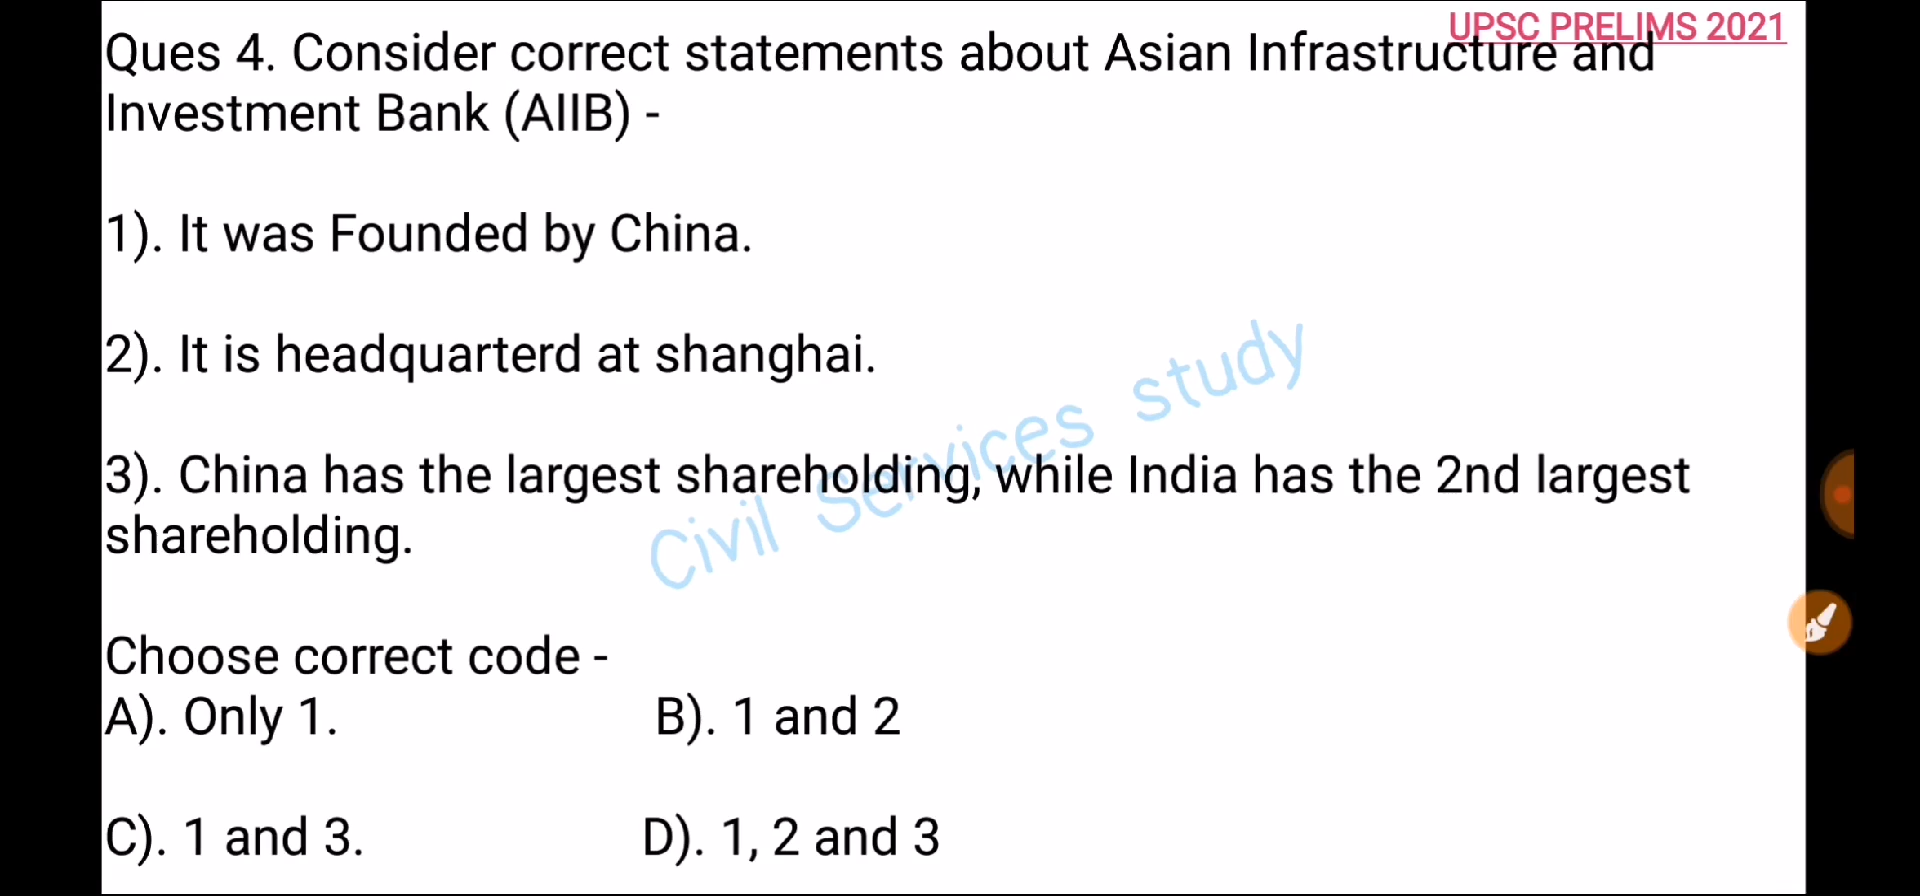 UPSC PRELIMS 2021
Ques 4. Consider correct statements about Asian Infrastructure and
Investment Bank (AIIB) -
1). It was Founded by China.
2). It is headquarterd at shanghai.
3). China has the largest shareholding, while India has the 2nd largest
shareholding.
Civil Services study
Choose correct code -
A). Only 1. B). 1 and 2
C). 1 and 3. D). 1, 2 and 3